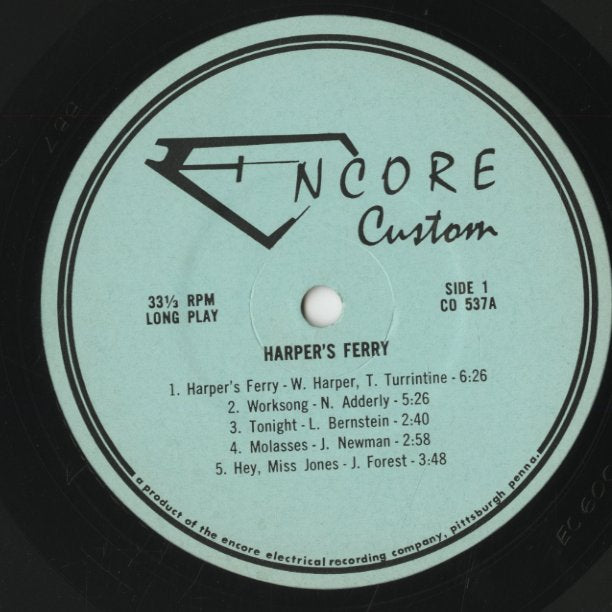 ENCORE
Custom
33⅓ RPM
LONG PLAY
SIDE 1
CO 537A
HARPER'S FERRY
1. Harper's Ferry - W. Harper, T. Turrintine - 6:26
2. Worksong - N. Adderly - 5:26
3. Tonight - L. Bernstein - 2:40
4. Molasses - J. Newman - 2:58
5. Hey, Miss Jones - J. Forest - 3:48
a product of the encore electrical recording company, pittsburgh penna.